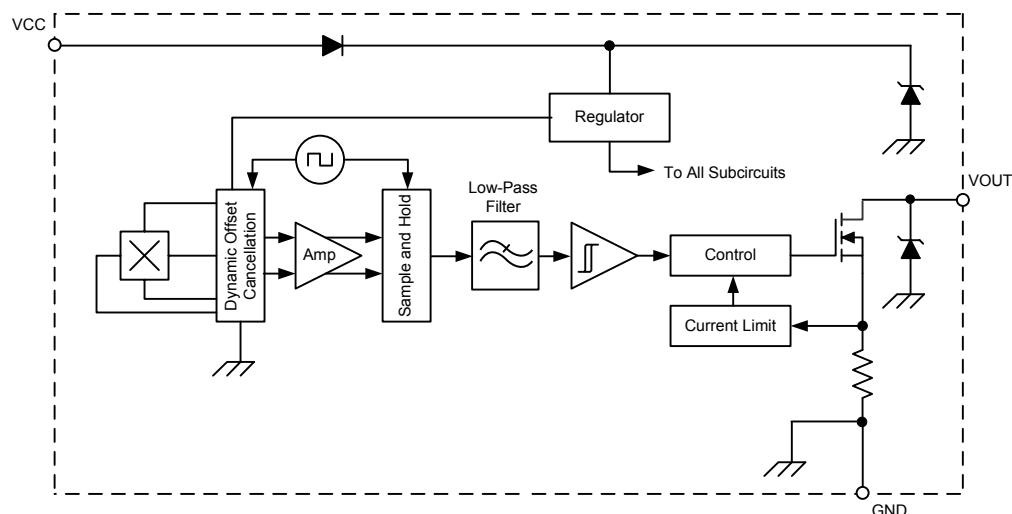 VCC
Regulator
To All Subcircuits
VOUT
Low-Pass
Filter
Dynamic Offset
Cancellation
Amp
Sample and Hold
Control
Current Limit
GND